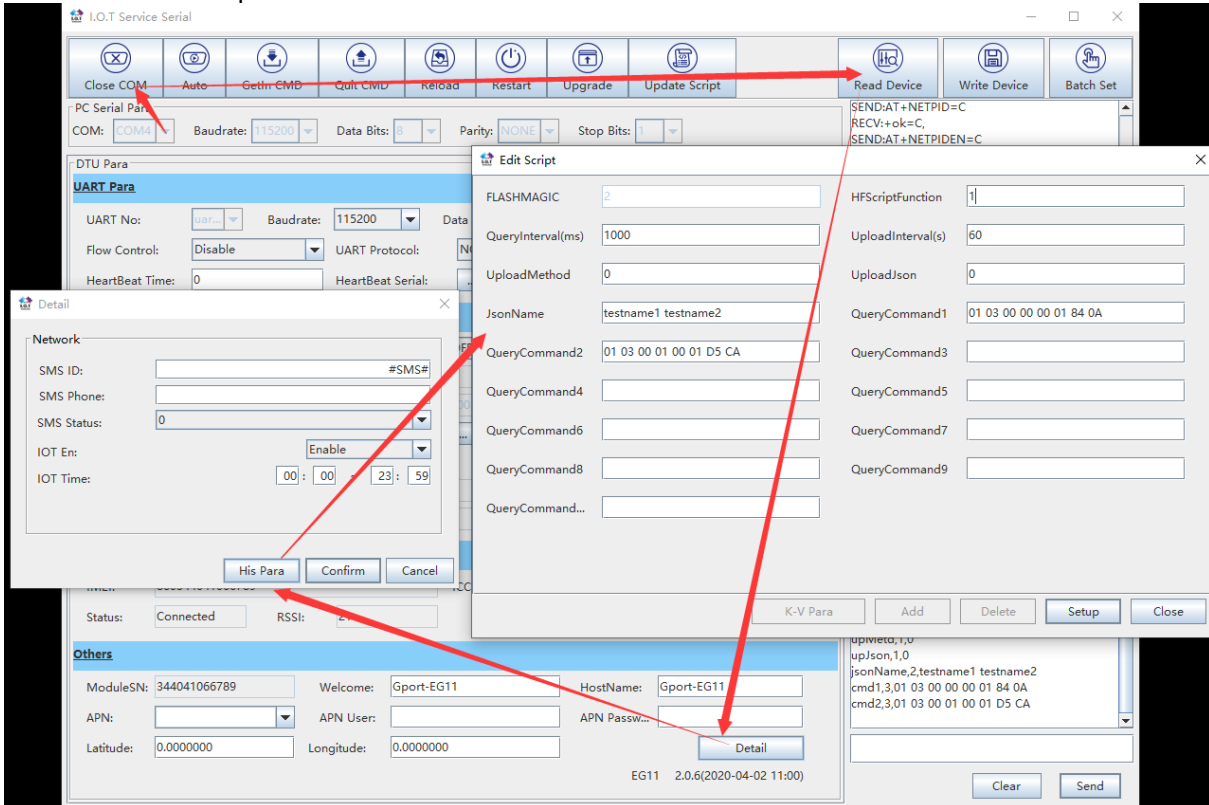 I.O.T Service Serial
Close COM Auto GetIn CMD Quit CMD Reload Restart Upgrade Update Script Read Device Write Device Batch Set
PC Serial Para
COM: COM4 Baudrate: 115200 Data Bits: 8 Parity: NONE Stop Bits: 1
SEND:AT+NETPID=C
RECV:+ok=C,
SEND:AT+NETPIDEN=C
DTU Para
UART Para
UART No: uar... Baudrate: 115200 Data
Flow Control: Disable UART Protocol:
HeartBeat Time: 0 HeartBeat Serial:
Edit Script
FLASHMAGIC 2 HFScriptFunction 1
QueryInterval(ms) 1000 UploadInterval(s) 60
UploadMethod 0 UploadJson 0
JsonName testname1 testname2 QueryCommand1 01 03 00 00 00 01 84 0A
QueryCommand2 01 03 00 01 00 01 D5 CA QueryCommand3
QueryCommand4 QueryCommand5
QueryCommand6 QueryCommand7
QueryCommand8 QueryCommand9
QueryCommand...
K-V Para Add Delete Setup Close
Detail
Network
SMS ID: #SMS#
SMS Phone:
SMS Status: 0
IOT En: Enable
IOT Time: 00 : 00 - 23 : 59
His Para Confirm Cancel
Status: Connected RSSI:
Others
ModuleSN: 344041066789 Welcome: Gport-EG11 HostName: Gport-EG11
APN: APN User: APN Passw...
Latitude: 0.0000000 Longitude: 0.0000000 Detail
EG11 2.0.6(2020-04-02 11:00)
upMetd,1,0
upJson,1,0
jsonName,2,testname1 testname2
cmd1,3,01 03 00 00 00 01 84 0A
cmd2,3,01 03 00 01 00 01 D5 CA
Clear Send